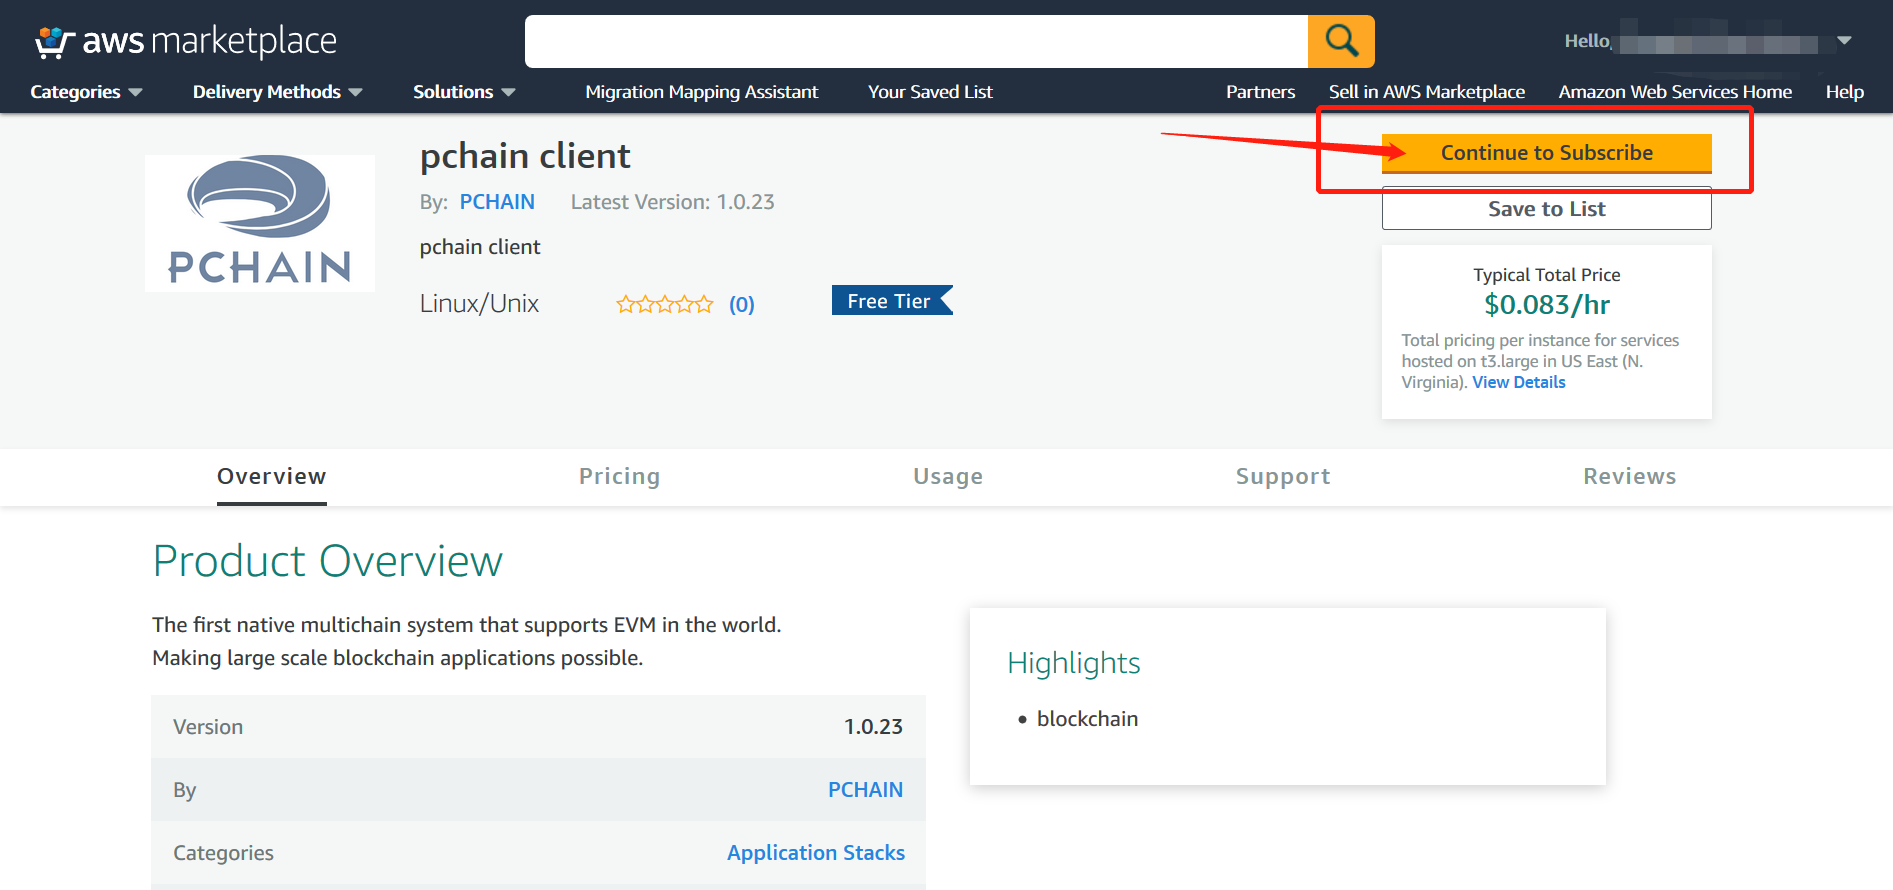 aws marketplace
Hello,
Categories Delivery Methods Solutions Migration Mapping Assistant Your Saved List Partners Sell in AWS Marketplace Amazon Web Services Home Help
PCHAIN
pchain client
By: PCHAIN Latest Version: 1.0.23
pchain client
Linux/Unix (0) Free Tier
Continue to Subscribe
Save to List
Typical Total Price
$0.083/hr
Total pricing per instance for services
hosted on t3.large in US East (N.
Virginia). View Details
Overview Pricing Usage Support Reviews
Product Overview
The first native multichain system that supports EVM in the world.
Making large scale blockchain applications possible.
Version 1.0.23
By PCHAIN
Categories Application Stacks
Highlights
• blockchain